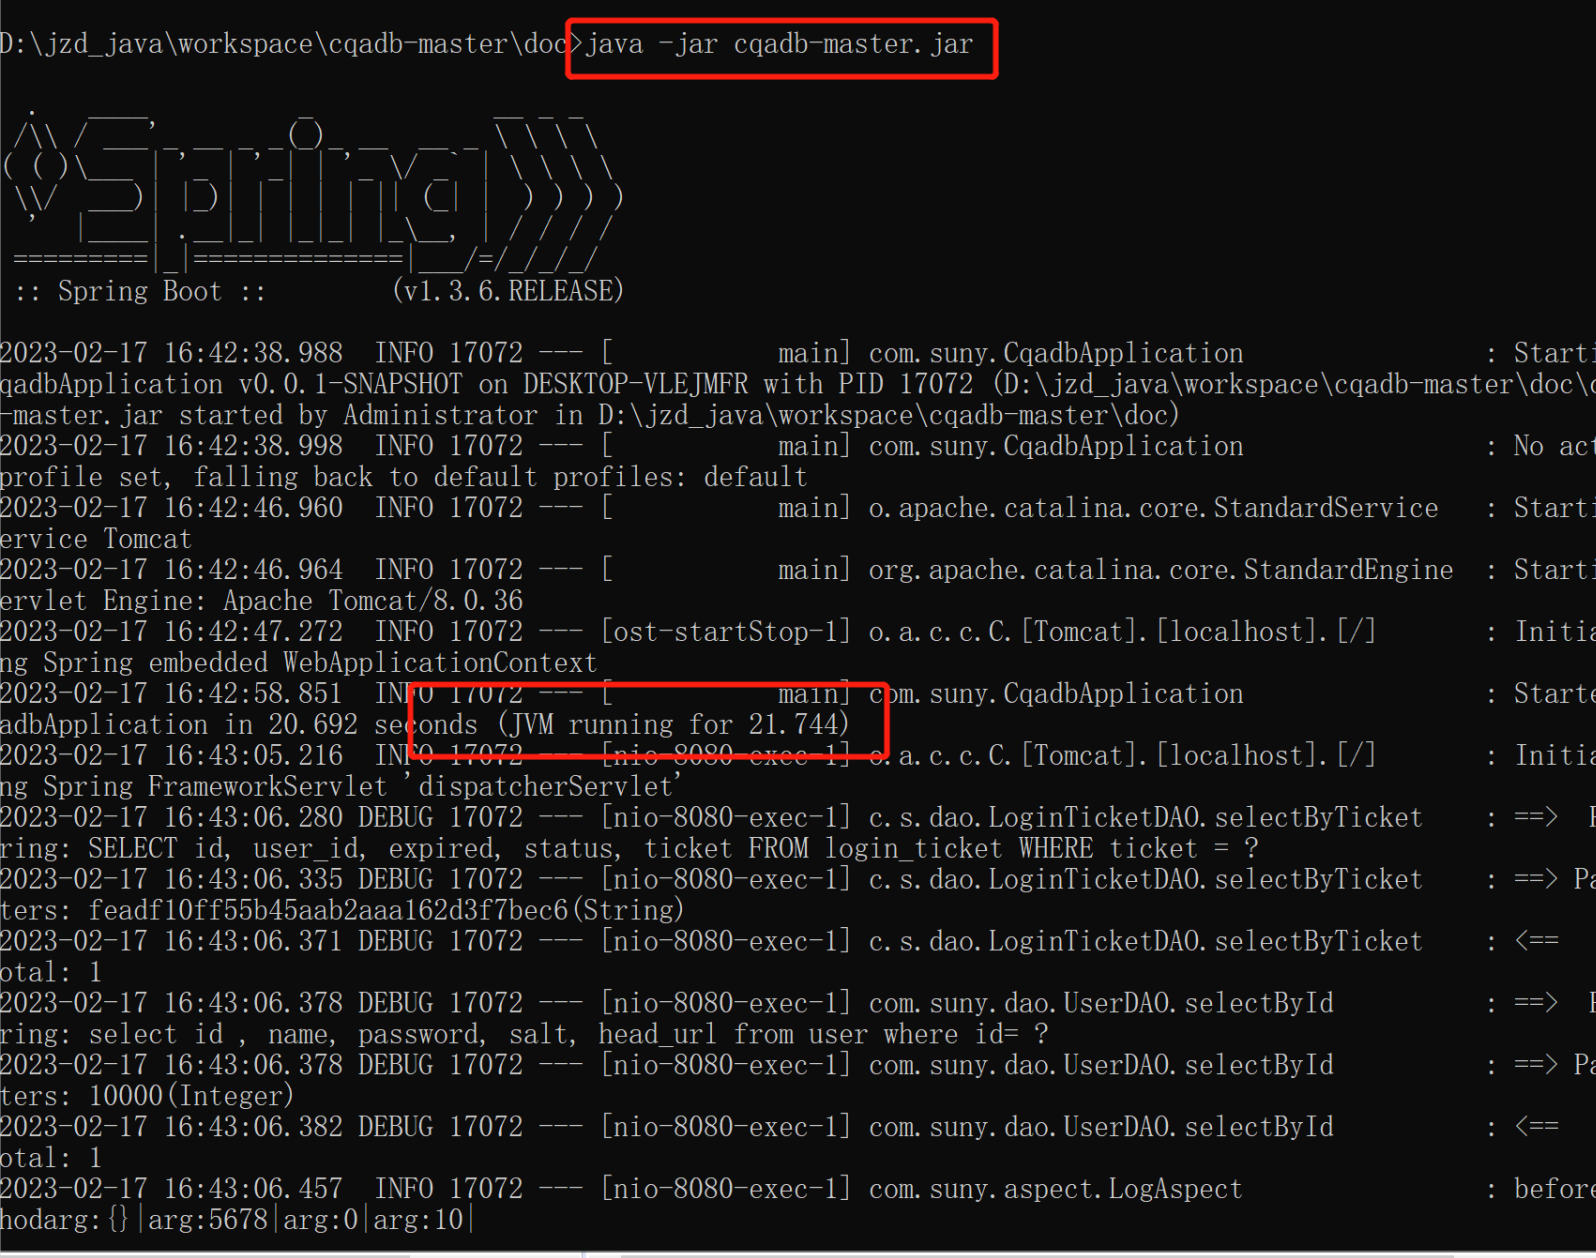 D:\jzd_java\workspace\cqadb-master\doc>java -jar cqadb-master.jar
:: Spring Boot ::        (v1.3.6.RELEASE)
2023-02-17 16:42:38.988  INFO 17072 --- [           main] com.suny.CqadbApplication                : Starti
qadbApplication v0.0.1-SNAPSHOT on DESKTOP-VLEJMFR with PID 17072 (D:\jzd_java\workspace\cqadb-master\doc\c
-master.jar started by Administrator in D:\jzd_java\workspace\cqadb-master\doc)
2023-02-17 16:42:38.998  INFO 17072 --- [           main] com.suny.CqadbApplication                : No act
profile set, falling back to default profiles: default
2023-02-17 16:42:46.960  INFO 17072 --- [           main] o.apache.catalina.core.StandardService   : Starti
ervice Tomcat
2023-02-17 16:42:46.964  INFO 17072 --- [           main] org.apache.catalina.core.StandardEngine  : Starti
ervlet Engine: Apache Tomcat/8.0.36
2023-02-17 16:42:47.272  INFO 17072 --- [ost-startStop-1] o.a.c.c.C.[Tomcat].[localhost].[/]       : Initia
ng Spring embedded WebApplicationContext
2023-02-17 16:42:58.851  INFO 17072 --- [           main] com.suny.CqadbApplication                : Starte
adbApplication in 20.692 seconds (JVM running for 21.744)
2023-02-17 16:43:05.216  INFO 17072 --- [nio-8080-exec-1] o.a.c.c.C.[Tomcat].[localhost].[/]       : Initia
ng Spring FrameworkServlet 'dispatcherServlet'
2023-02-17 16:43:06.280 DEBUG 17072 --- [nio-8080-exec-1] c.s.dao.LoginTicketDAO.selectByTicket    : ==>
ring: SELECT id, user_id, expired, status, ticket FROM login_ticket WHERE ticket = ?
2023-02-17 16:43:06.335 DEBUG 17072 --- [nio-8080-exec-1] c.s.dao.LoginTicketDAO.selectByTicket    : ==> Pa
ters: feadf10ff55b45aab2aaa162d3f7bec6(String)
2023-02-17 16:43:06.371 DEBUG 17072 --- [nio-8080-exec-1] c.s.dao.LoginTicketDAO.selectByTicket    : <==
otal: 1
2023-02-17 16:43:06.378 DEBUG 17072 --- [nio-8080-exec-1] com.suny.dao.UserDAO.selectById          : ==>
ring: select id , name, password, salt, head_url from user where id= ?
2023-02-17 16:43:06.378 DEBUG 17072 --- [nio-8080-exec-1] com.suny.dao.UserDAO.selectById          : ==> Pa
ters: 10000(Integer)
2023-02-17 16:43:06.382 DEBUG 17072 --- [nio-8080-exec-1] com.suny.dao.UserDAO.selectById          : <==
otal: 1
2023-02-17 16:43:06.457  INFO 17072 --- [nio-8080-exec-1] com.suny.aspect.LogAspect                : before
hodarg:{}|arg:5678|arg:0|arg:10|